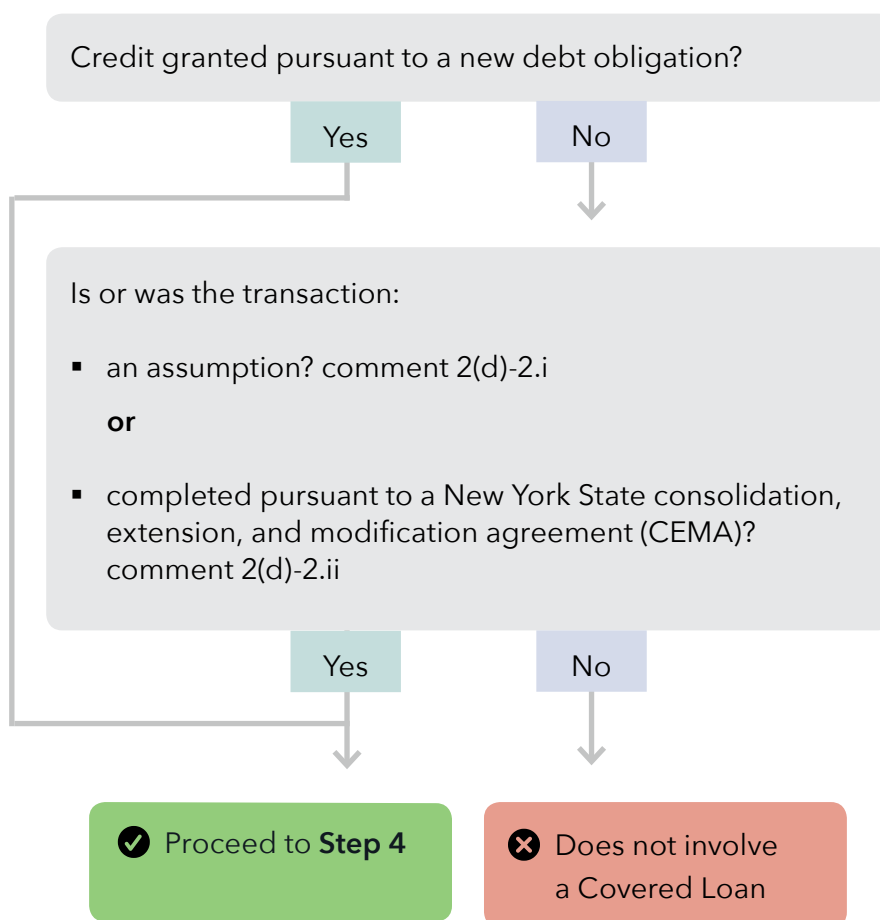 Credit granted pursuant to a new debt obligation?
Yes
No
Is or was the transaction:
▪ an assumption? comment 2(d)-2.i
or
▪ completed pursuant to a New York State consolidation,
extension, and modification agreement (CEMA)?
comment 2(d)-2.ii
Yes
No
Proceed to Step 4
Does not involve
a Covered Loan